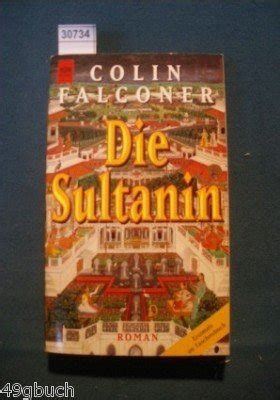 30734
COLIN
FALCONER
Die
Sultanin
ROMAN
49gbuch